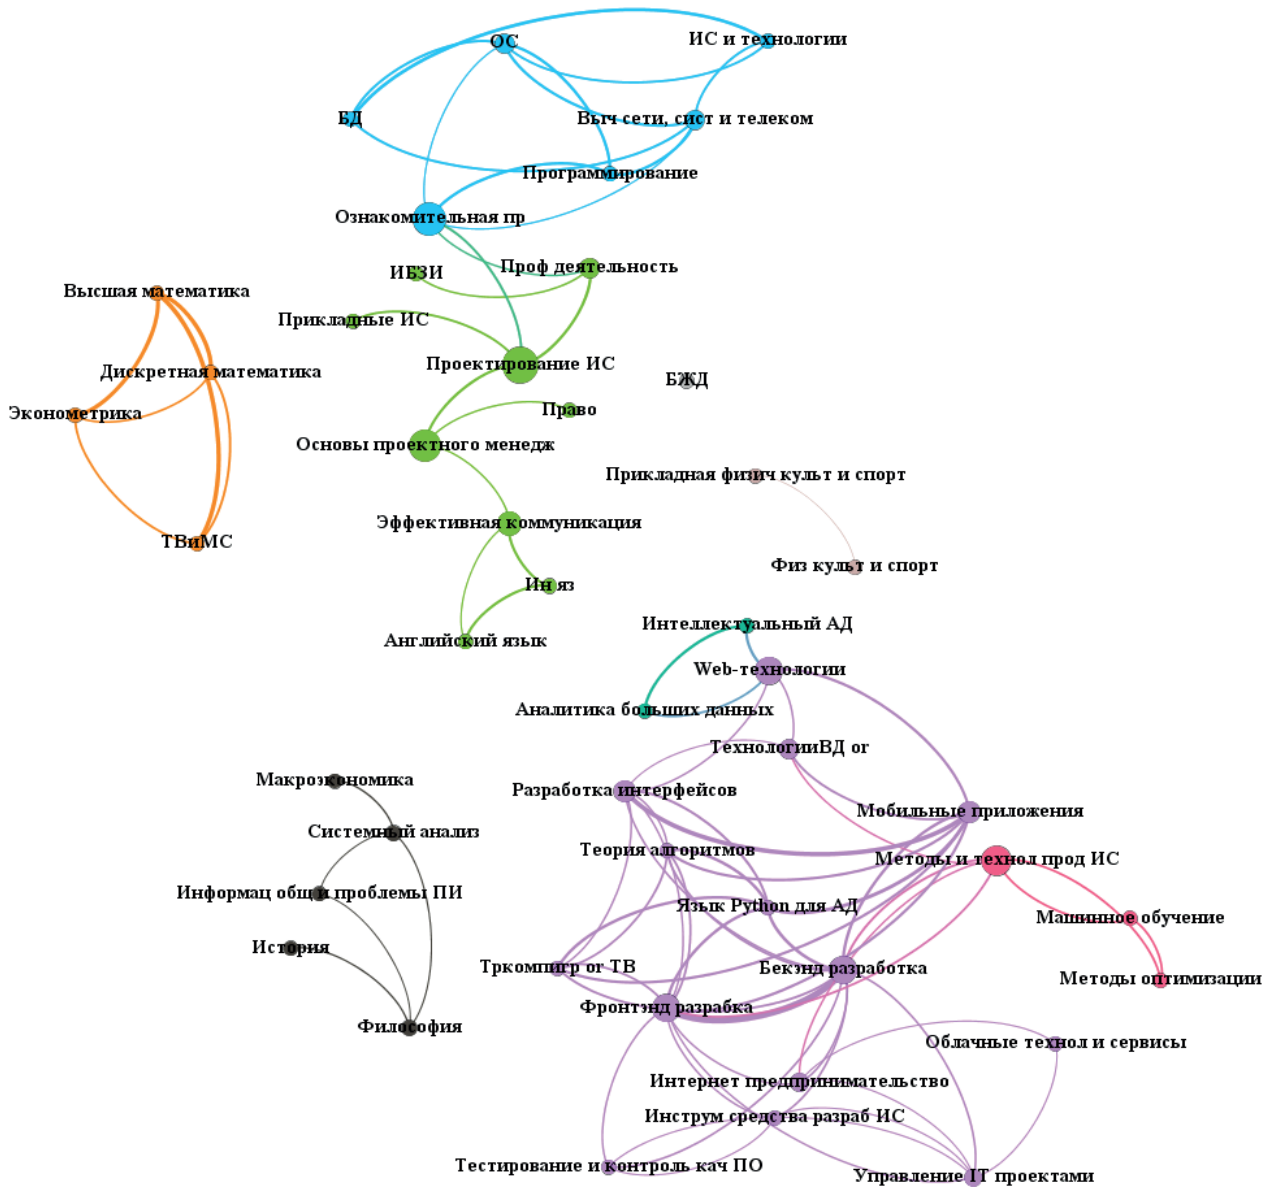 ОС
ИС и технологии
БД
Выч сети, сист и телеком
Программирование
Ознакомительная пр
ИБЗИ
Проф деятельность
Высшая математика
Прикладные ИС
Проектирование ИС
Дискретная математика
БЖД
Эконометрика
Право
Основы проектного менедж
Прикладная физич культ и спорт
Эффективная коммуникация
ТВиМС
Физ культ и спорт
Ин яз
Интеллектуальный АД
Английский язык
Web-технологии
Аналитика больших данных
ТехнологииВД or
Макроэкономика
Разработка интерфейсов
Мобильные приложения
Системный анализ
Теория алгоритмов
Методы и технол прод ИС
Информац общ и проблемы ПИ
Язык Python для АД
Машинное обучение
История
Тркомпигр or ТВ
Бекэнд разработка
Методы оптимизации
Фронтэнд разрабка
Философия
Облачные технол и сервисы
Интернет предпринимательство
Инструм средства разраб ИС
Тестирование и контроль кач ПО
Управление IT проектами